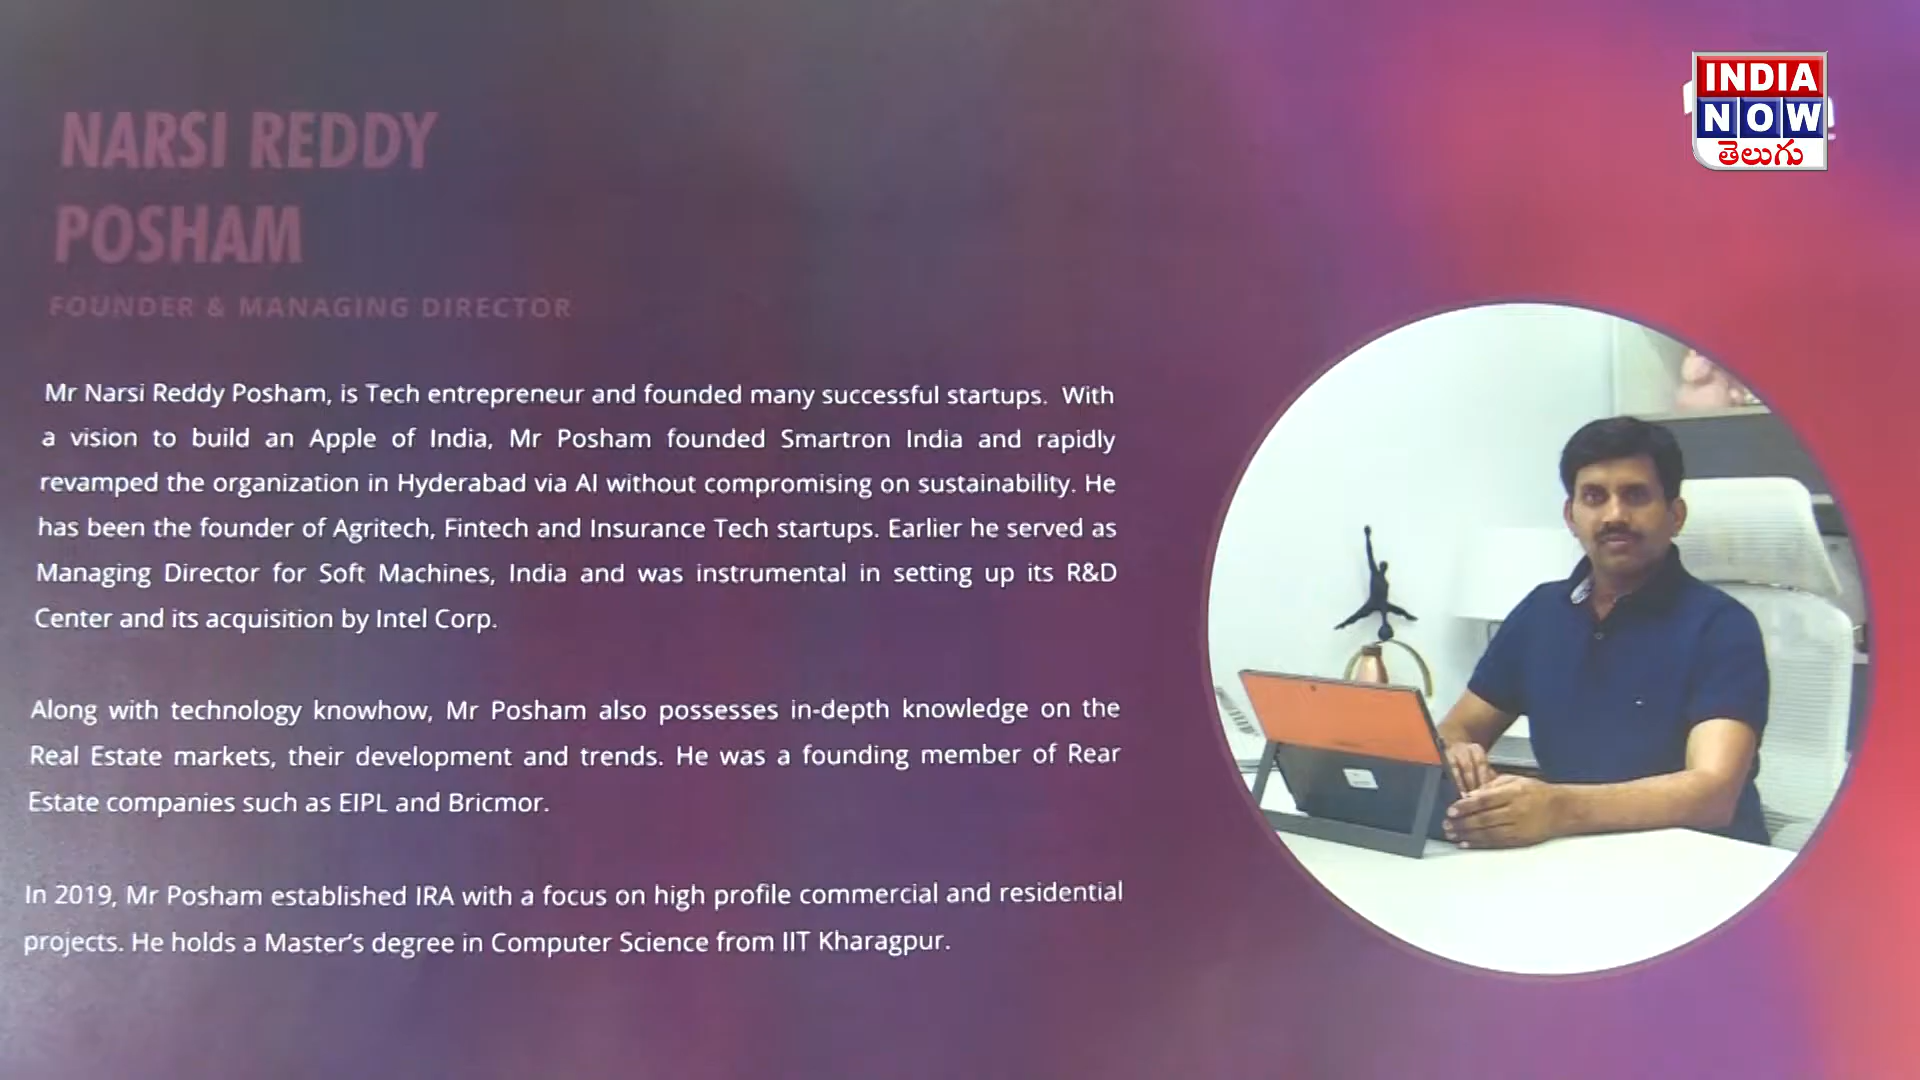 INDIA
NOW
తెలుగు
NARSI REDDY
POSHAM
FOUNDER & MANAGING DIRECTOR
Mr Narsi Reddy Posham, is Tech entrepreneur and founded many successful startups. With
a vision to build an Apple of India, Mr Posham founded Smartron India and rapidly
revamped the organization in Hyderabad via AI without compromising on sustainability. He
has been the founder of Agritech, Fintech and Insurance Tech startups. Earlier he served as
Managing Director for Soft Machines, India and was instrumental in setting up its R&D
Center and its acquisition by Intel Corp.
Along with technology knowhow, Mr Posham also possesses in-depth knowledge on the
Real Estate markets, their development and trends. He was a founding member of Rear
Estate companies such as EIPL and Bricmor.
In 2019, Mr Posham established IRA with a focus on high profile commercial and residential
projects. He holds a Master’s degree in Computer Science from IIT Kharagpur.